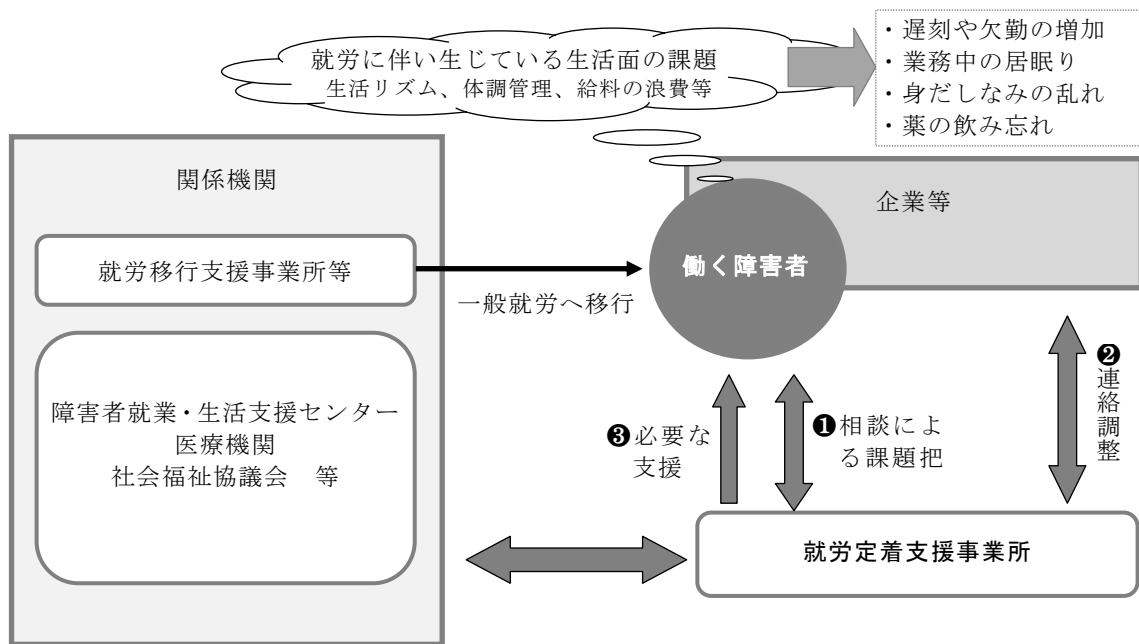 就労に伴い生じている生活面の課題
生活リズム、体調管理、給料の浪費等
・遅刻や欠勤の増加
・業務中の居眠り
・身だしなみの乱れ
・薬の飲み忘れ
関係機関
企業等
就労移行支援事業所等
働く障害者
一般就労へ移行
障害者就業・生活支援センター
医療機関
社会福祉協議会　等
❸必要な
支援
❶相談によ
る課題把
❷連絡調整
就労定着支援事業所